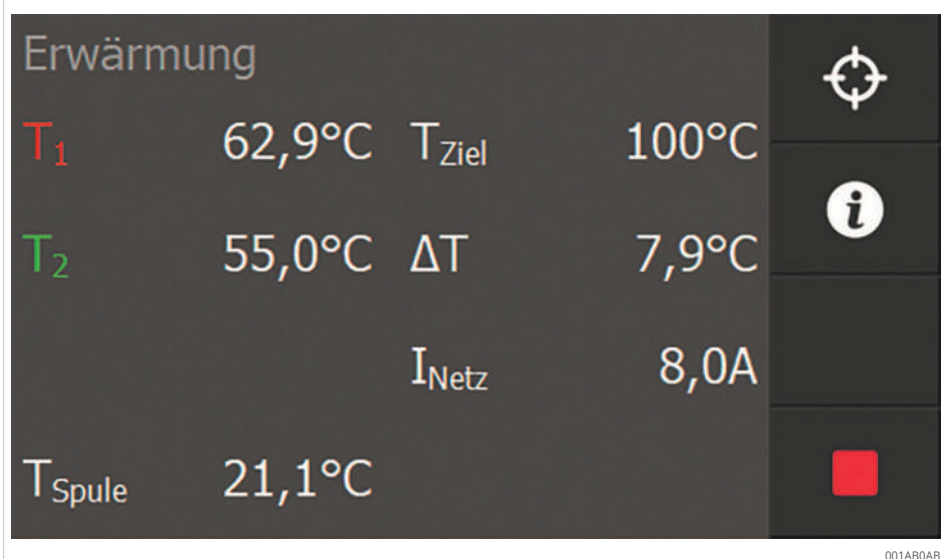 Erwärmung
T1 62,9°C TZiel 100°C
T2 55,0°C ΔT 7,9°C
INetz 8,0A
TSpule 21,1°C
i
001AB0AB